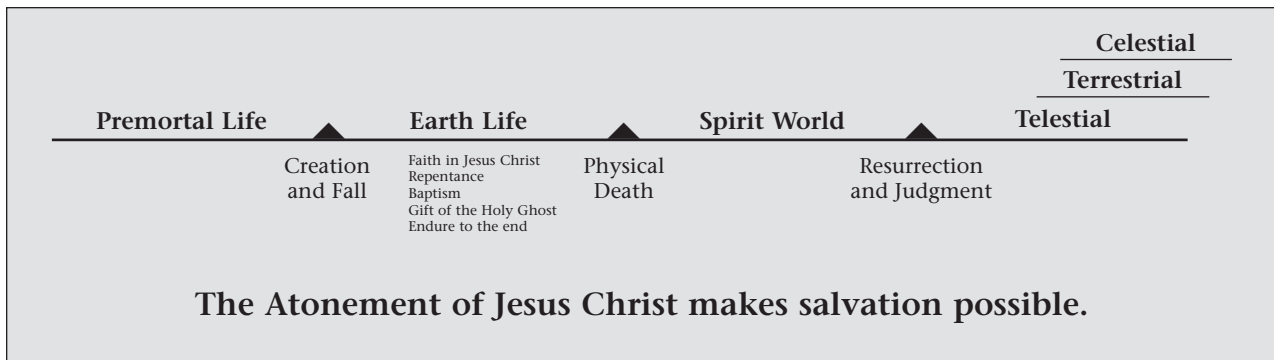 Celestial
Terrestrial
Premortal Life
Earth Life
Spirit World
Telestial
Creation
and Fall
Faith in Jesus Christ
Repentance
Baptism
Gift of the Holy Ghost
Endure to the end
Physical
Death
Resurrection
and Judgment
The Atonement of Jesus Christ makes salvation possible.